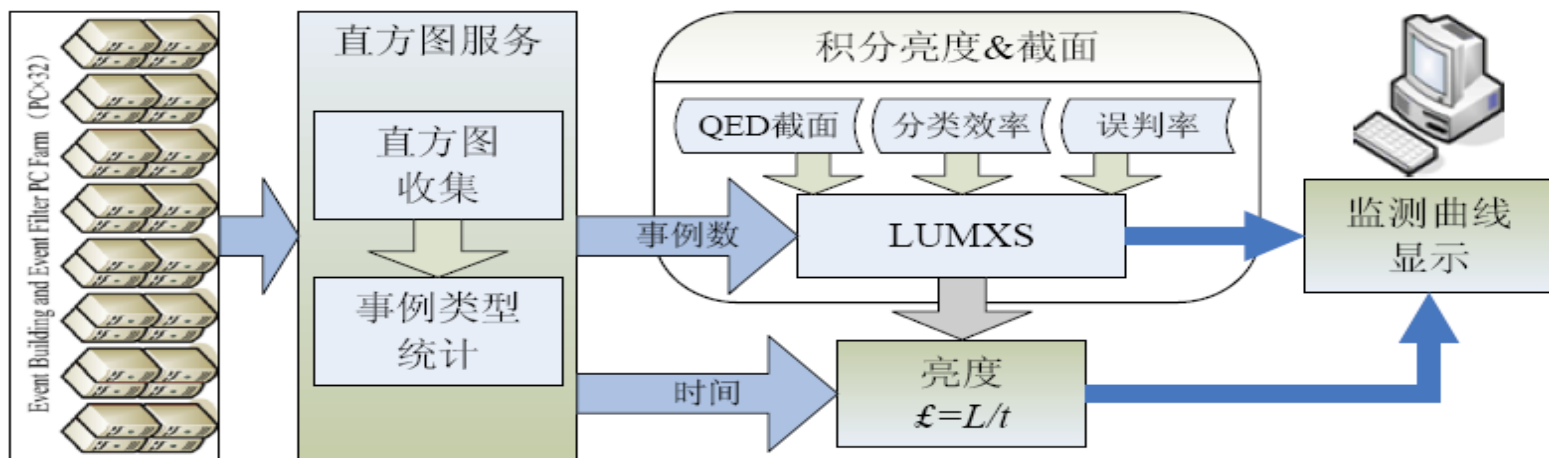 Event Building and Event Filter PC Farm（PC×32）
直方图服务
直方图
收集
事例类型
统计
事例数
时间
积分亮度&截面
QED截面
分类效率
误判率
LUMXS
亮度
£=L/t
监测曲线
显示